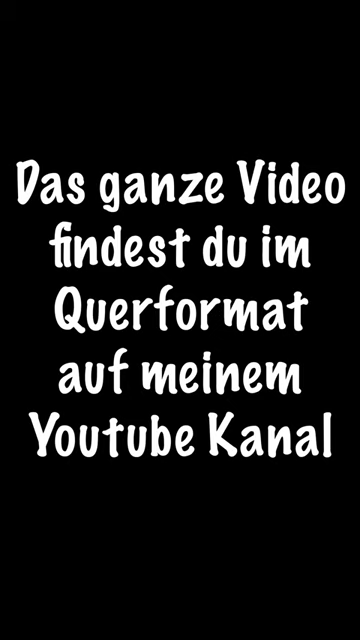 Das ganze Video
findest du im
Querformat
auf meinem
Youtube Kanal